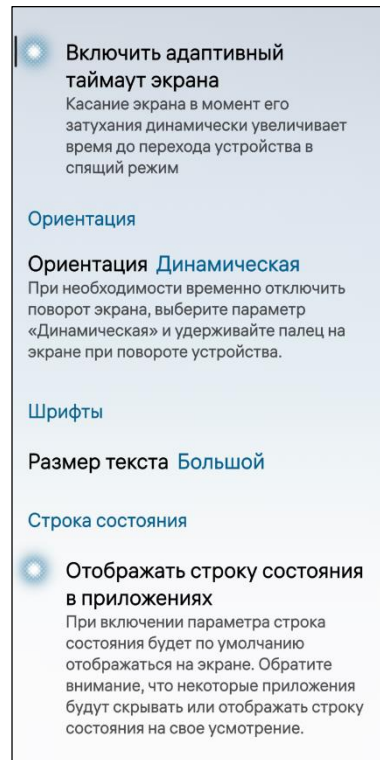 Включить адаптивный
таймаут экрана
Касание экрана в момент его
затухания динамически увеличивает
время до перехода устройства в
спящий режим
Ориентация
Ориентация Динамическая
При необходимости временно отключить
поворот экрана, выберите параметр
«Динамическая» и удерживайте палец на
экране при повороте устройства.
Шрифты
Размер текста Большой
Строка состояния
Отображать строку состояния
в приложениях
При включении параметра строка
состояния будет по умолчанию
отображаться на экране. Обратите
внимание, что некоторые приложения
будут скрывать или отображать строку
состояния на свое усмотрение.